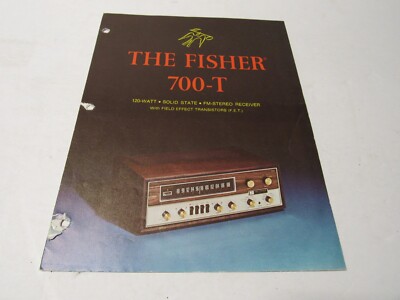 THE FISHER®
700-T
120-WATT • SOLID STATE • FM-STEREO RECEIVER
WITH FIELD EFFECT TRANSISTORS (F.E.T.)